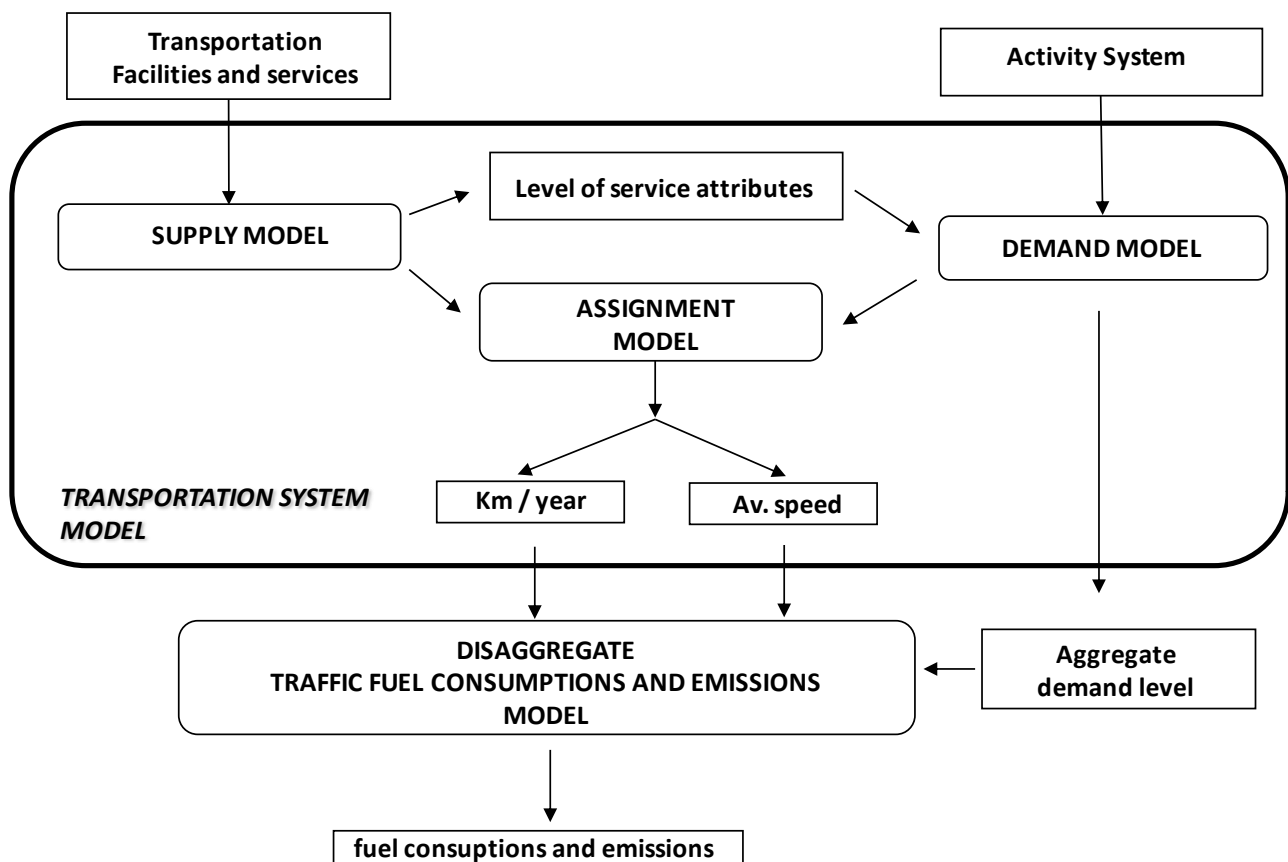 Transportation
Facilities and services
Activity System
Level of service attributes
SUPPLY MODEL
DEMAND MODEL
ASSIGNMENT
MODEL
Km / year
Av. speed
TRANSPORTATION SYSTEM
MODEL
DISAGGREGATE
TRAFFIC FUEL CONSUMPTIONS AND EMISSIONS
MODEL
Aggregate
demand level
fuel consuptions and emissions